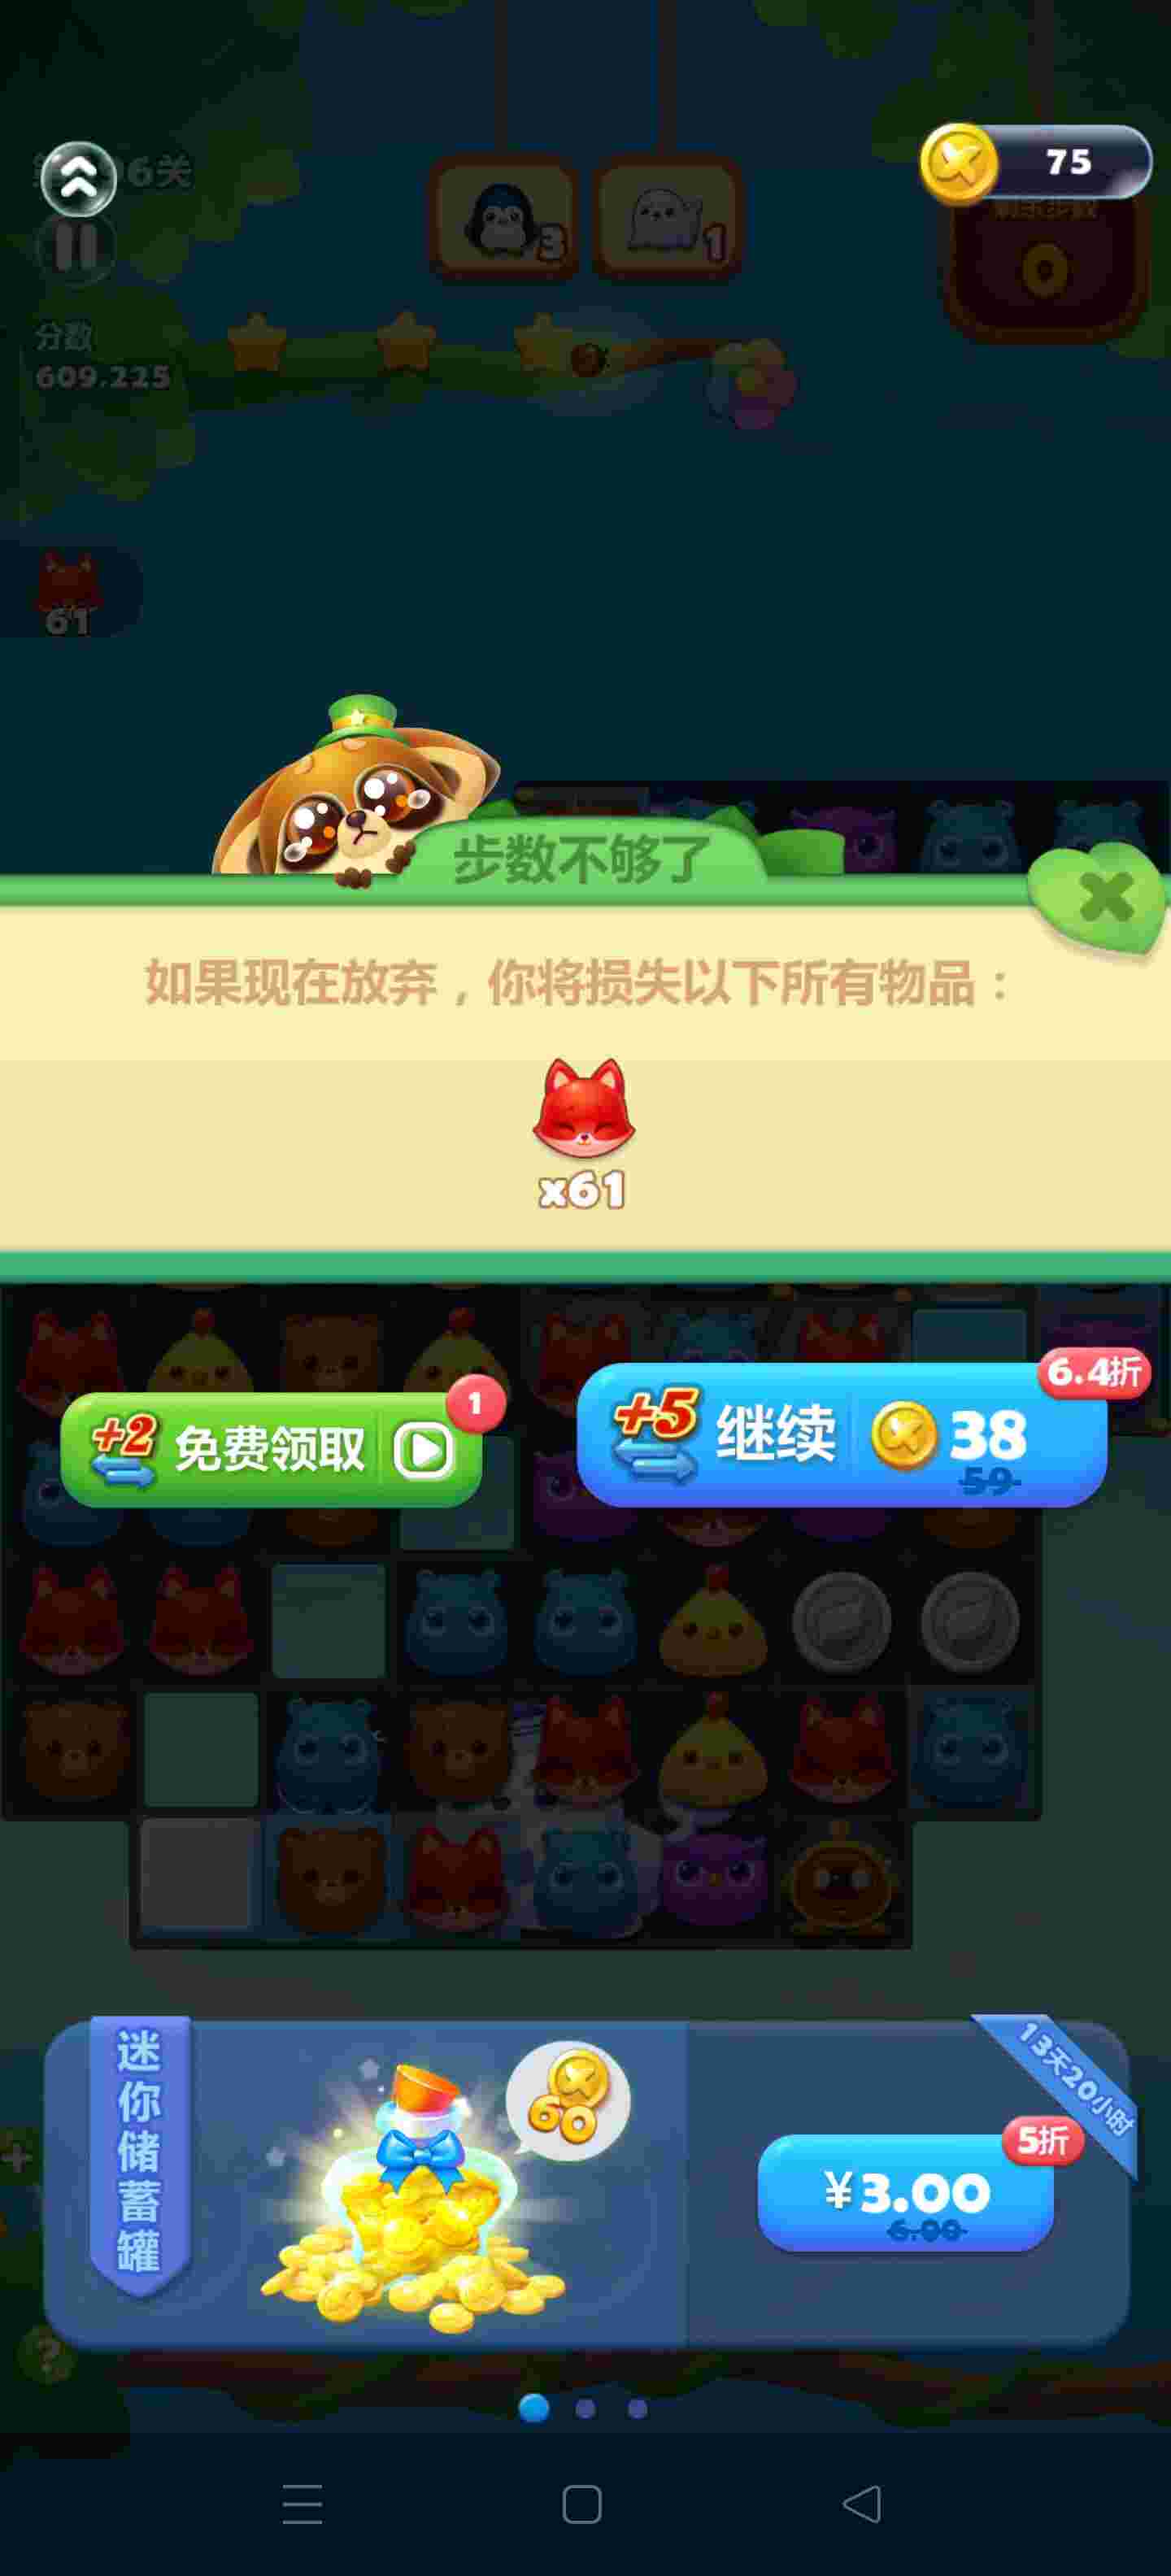 6关
75
3
1
剩余步数
0
分数
609.225
61
步数不够了
如果现在放弃，你将损失以下所有物品：
x61
+2 免费领取
1
+5 继续 38
59
6.4折
迷你储蓄罐
60
13天20小时
5折
¥3.00
6.00